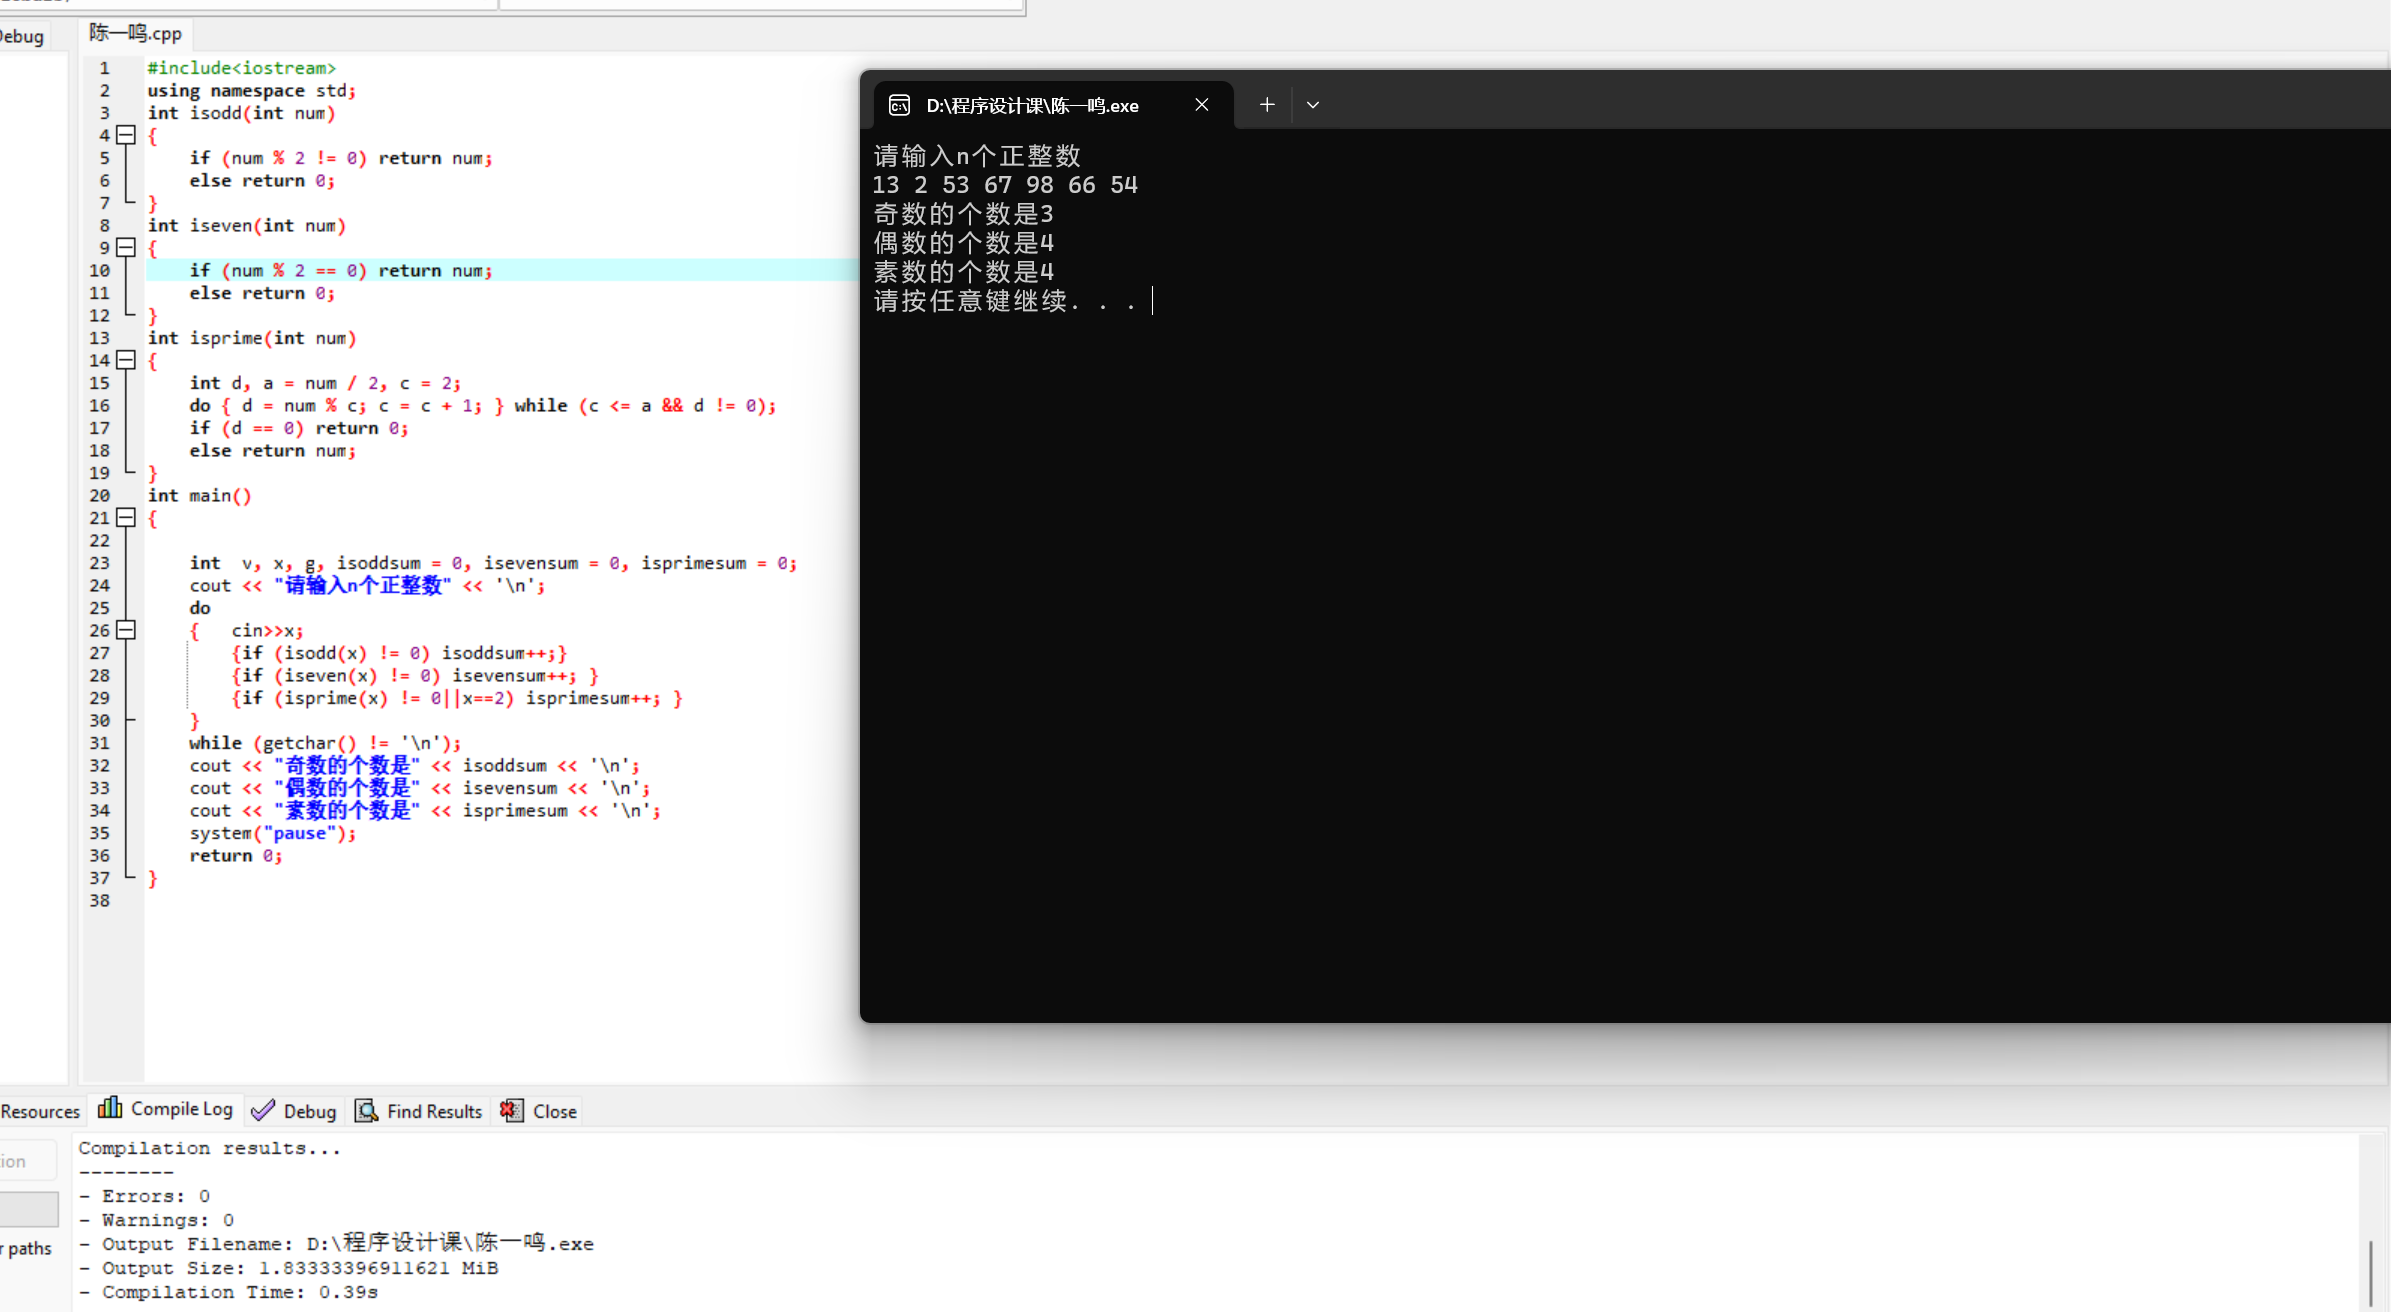 陈一鸣.cpp
1 #include<iostream>
2 using namespace std;
3 int isodd(int num)
4 {
5 if (num % 2 != 0) return num;
6 else return 0;
7 }
8 int iseven(int num)
9 {
10 if (num % 2 == 0) return num;
11 else return 0;
12 }
13 int isprime(int num)
14 {
15 int d, a = num / 2, c = 2;
16 do { d = num % c; c = c + 1; } while (c <= a && d != 0);
17 if (d == 0) return 0;
18 else return num;
19 }
20 int main()
21 {
22
23 int  v, x, g, isoddsum = 0, isevensum = 0, isprimesum = 0;
24 cout << "请输入n个正整数" << '\n';
25 do
26 {   cin>>x;
27 {if (isodd(x) != 0) isoddsum++;}
28 {if (iseven(x) != 0) isevensum++; }
29 {if (isprime(x) != 0||x==2) isprimesum++; }
30 }
31 while (getchar() != '\n');
32 cout << "奇数的个数是" << isoddsum << '\n';
33 cout << "偶数的个数是" << isevensum << '\n';
34 cout << "素数的个数是" << isprimesum << '\n';
35 system("pause");
36 return 0;
37 }
38
D:\程序设计课\陈一鸣.exe
请输入n个正整数
13 2 53 67 98 66 54
奇数的个数是3
偶数的个数是4
素数的个数是4
请按任意键继续. . .
Resources Compile Log Debug Find Results Close
Compilation results...
--------
- Errors: 0
- Warnings: 0
- Output Filename: D:\程序设计课\陈一鸣.exe
paths
- Output Size: 1.83333396911621 MiB
- Compilation Time: 0.39s